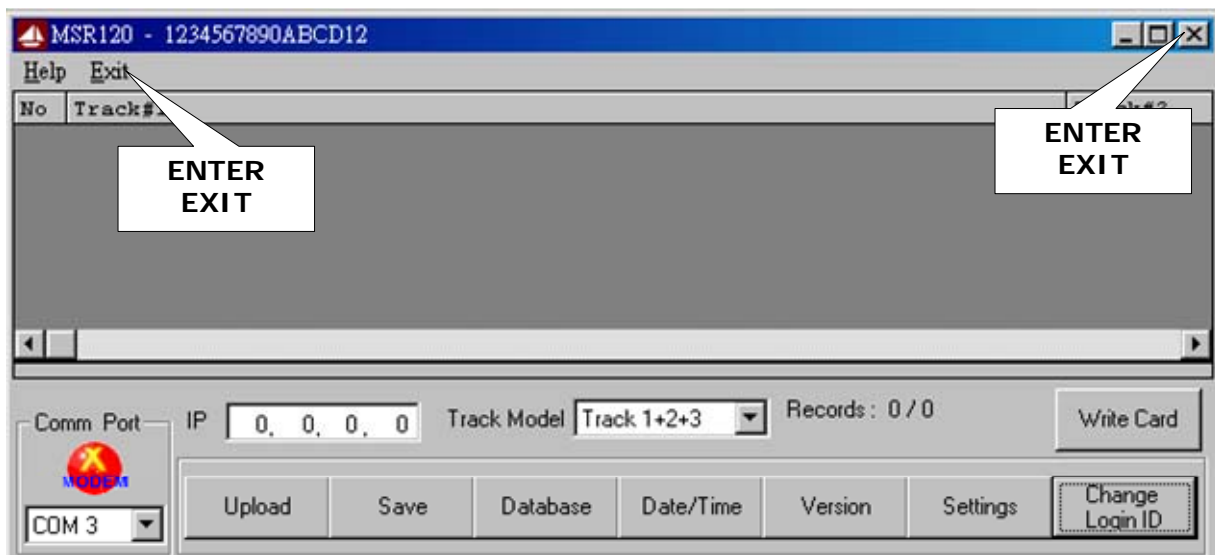 MSR120 - 1234567890ABCD12
Help Exit
No Track#1
ENTER
EXIT
ENTER
EXIT
Comm Port
MODEM
COM 3
IP 0. 0. 0. 0
Track Model Track 1+2+3
Records : 0 / 0
Write Card
Upload Save Database Date/Time Version Settings Change
Login ID